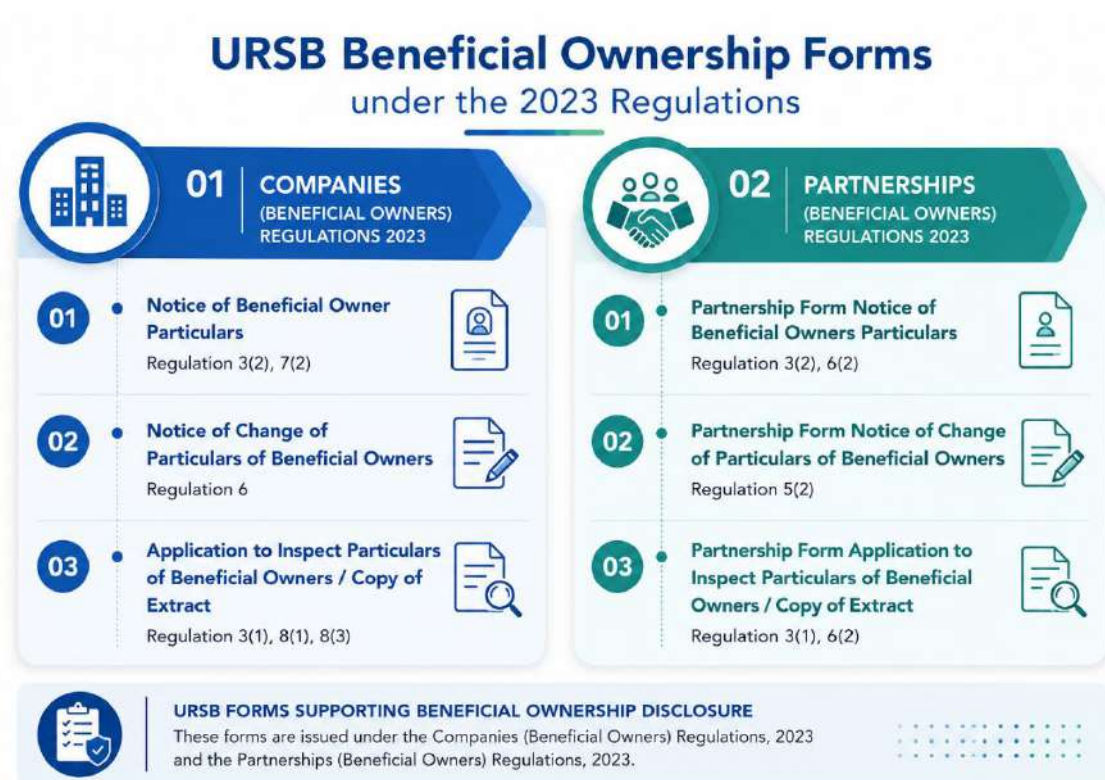 URSB Beneficial Ownership Forms
under the 2023 Regulations
01
COMPANIES
(BENEFICIAL OWNERS)
REGULATIONS 2023
01
Notice of Beneficial Owner
Particulars
Regulation 3(2), 7(2)
02
Notice of Change of
Particulars of Beneficial Owners
Regulation 6
03
Application to Inspect Particulars
of Beneficial Owners / Copy of
Extract
Regulation 3(1), 8(1), 8(3)
02
PARTNERSHIPS
(BENEFICIAL OWNERS)
REGULATIONS 2023
01
Partnership Form Notice of
Beneficial Owners Particulars
Regulation 3(2), 6(2)
02
Partnership Form Notice of Change
of Particulars of Beneficial Owners
Regulation 5(2)
03
Partnership Form Application to
Inspect Particulars of Beneficial
Owners / Copy of Extract
Regulation 3(1), 6(2)
URSB FORMS SUPPORTING BENEFICIAL OWNERSHIP DISCLOSURE
These forms are issued under the Companies (Beneficial Owners) Regulations, 2023
and the Partnerships (Beneficial Owners) Regulations, 2023.